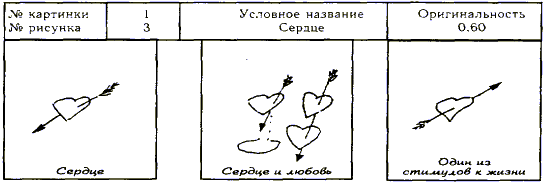 № картинки 1 Условное название Оригинальность
№ рисунка 3 Сердце 0.60
Сердце
Сердце и любовь
Один из
стимулов к жизни